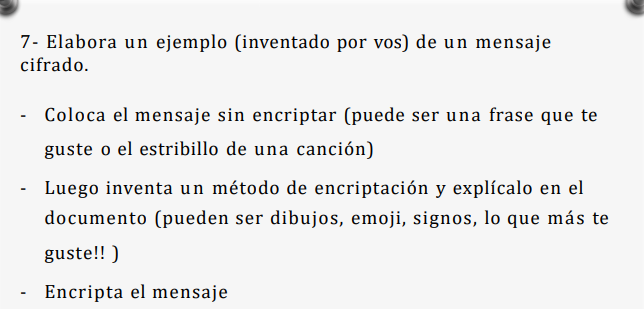 7- Elabora un ejemplo (inventado por vos) de un mensaje
cifrado.
- Coloca el mensaje sin encriptar (puede ser una frase que te
guste o el estribillo de una canción)
- Luego inventa un método de encriptación y explícalo en el
documento (pueden ser dibujos, emoji, signos, lo que más te
guste!! )
- Encripta el mensaje